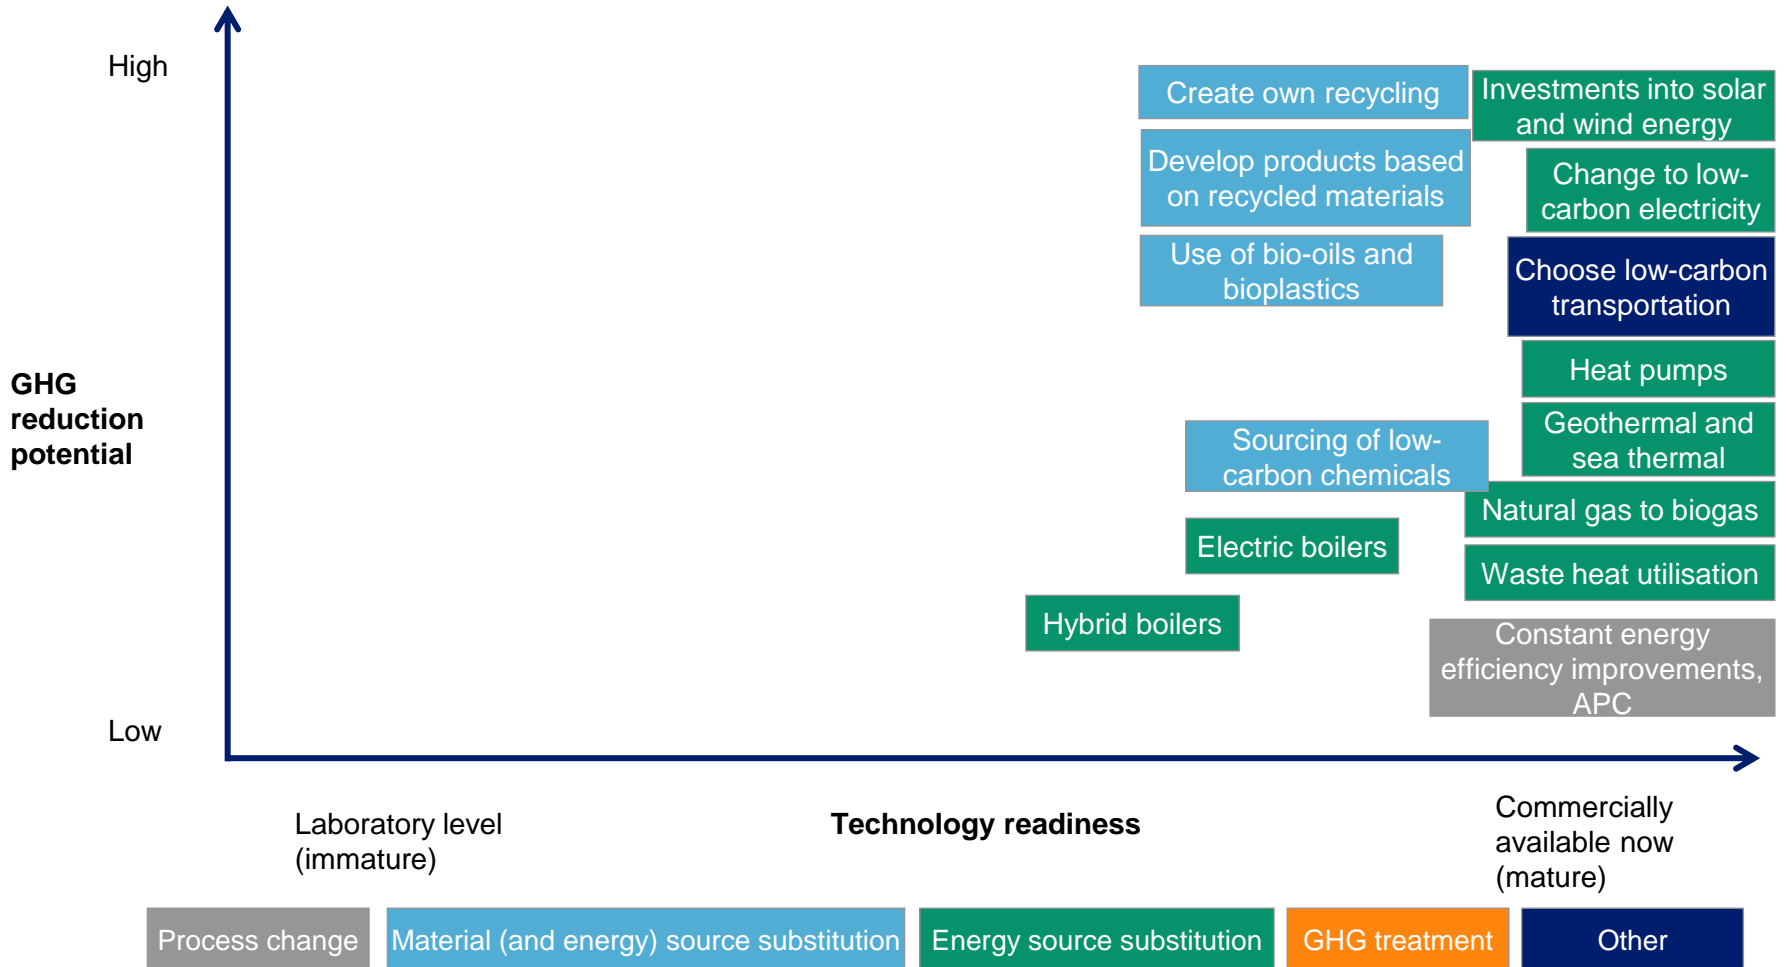 High
Create own recycling
Investments into solar
and wind energy
Develop products based
on recycled materials
Change to low-
carbon electricity
Use of bio-oils and
bioplastics
Choose low-carbon
transportation
GHG
reduction
potential
Heat pumps
Geothermal and
sea thermal
Sourcing of low-
carbon chemicals
Natural gas to biogas
Electric boilers
Waste heat utilisation
Hybrid boilers
Constant energy
efficiency improvements,
APC
Low
Laboratory level
(immature)
Technology readiness
Commercially
available now
(mature)
Process change
Material (and energy) source substitution
Energy source substitution
GHG treatment
Other